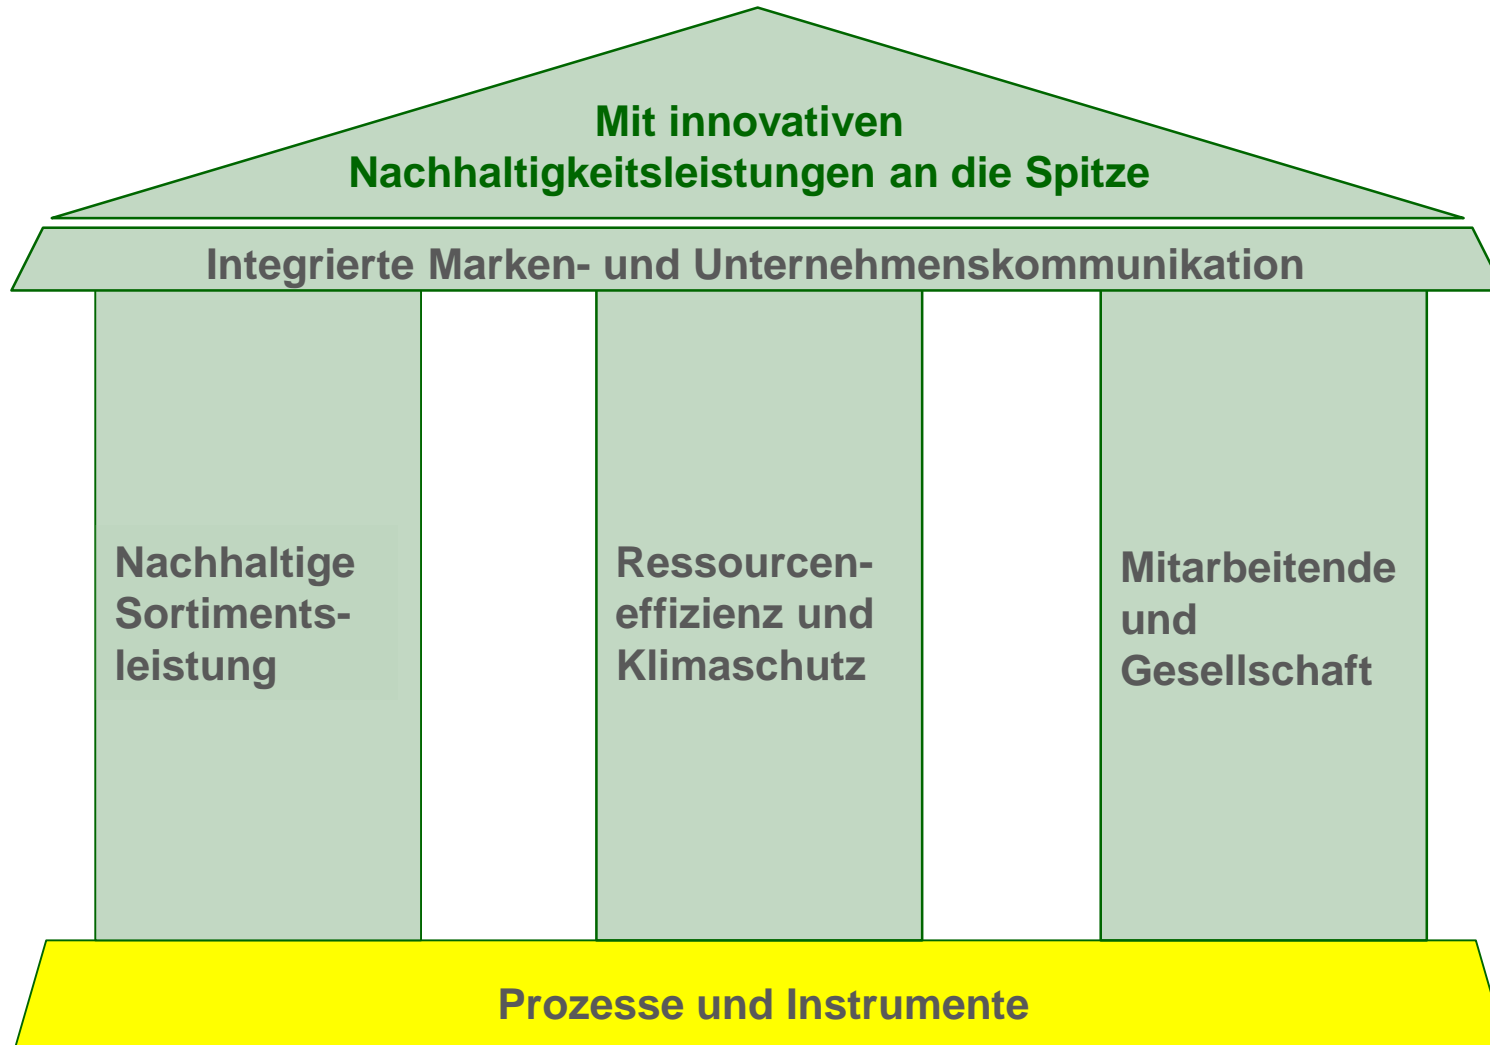 Mit innovativen
Nachhaltigkeitsleistungen an die Spitze
Integrierte Marken- und Unternehmenskommunikation
Nachhaltige
Sortiments-
leistung
Ressourcen-
effizienz und
Klimaschutz
Mitarbeitende
und
Gesellschaft
Prozesse und Instrumente